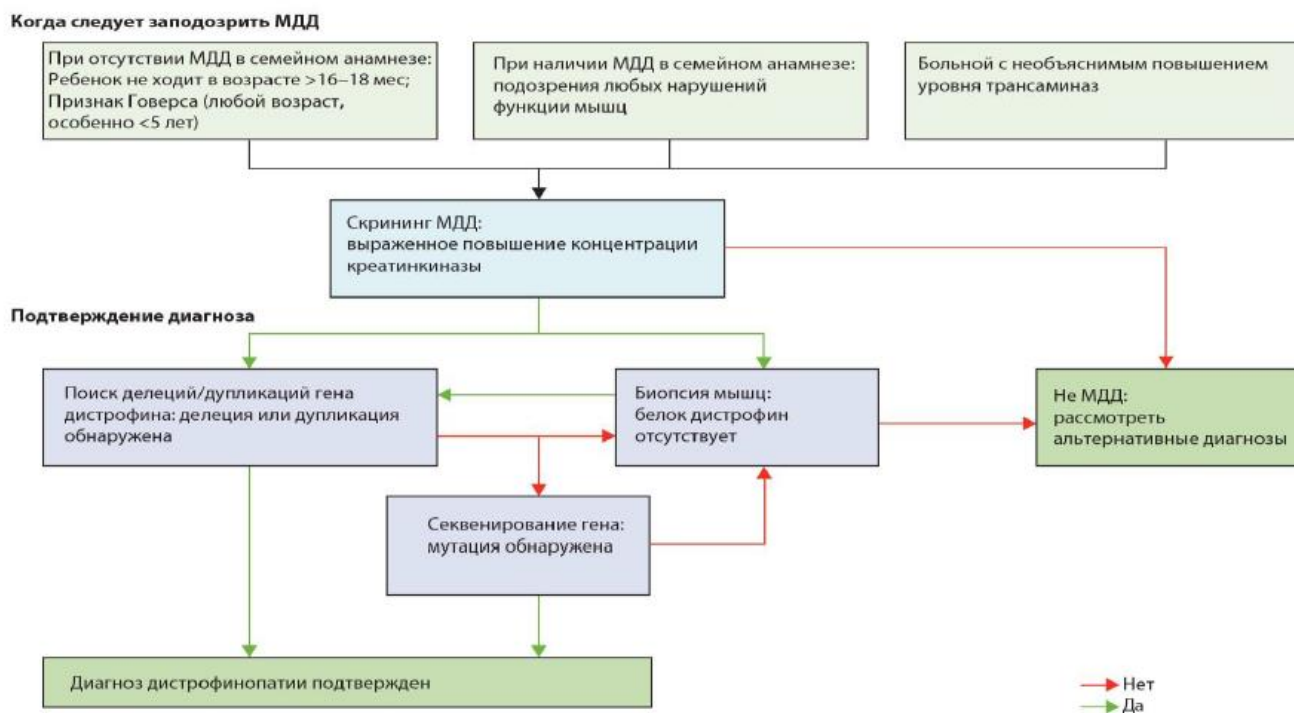 Когда следует заподозрить МДД
При отсутствии МДД в семейном анамнезе:
Ребенок не ходит в возрасте >16–18 мес;
Признак Говерса (любой возраст,
особенно <5 лет)
При наличии МДД в семейном анамнезе:
подозрения любых нарушений
функции мышц
Больной с необъяснимым повышением
уровня трансаминаз
Скрининг МДД:
выраженное повышение концентрации
креатинкиназы
Подтверждение диагноза
Поиск делеций/дупликаций гена
дистрофина: делеция или дупликация
обнаружена
Биопсия мышц:
белок дистрофин
отсутствует
Не МДД:
рассмотреть
альтернативные диагнозы
Секвенирование гена:
мутация обнаружена
Диагноз дистрофинопатии подтвержден
Нет
Да